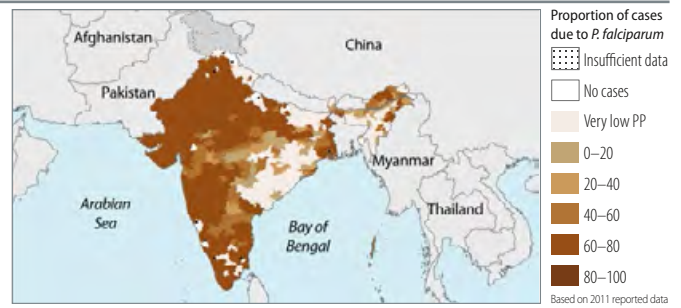 Afghanistan
China
Pakistan
Myanmar
Thailand
Arabian
Sea
Bay of
Bengal
Proportion of cases
due to P. falciparum
Insufficient data
No cases
Very low PP
0–20
20–40
40–60
60–80
80–100
Based on 2011 reported data